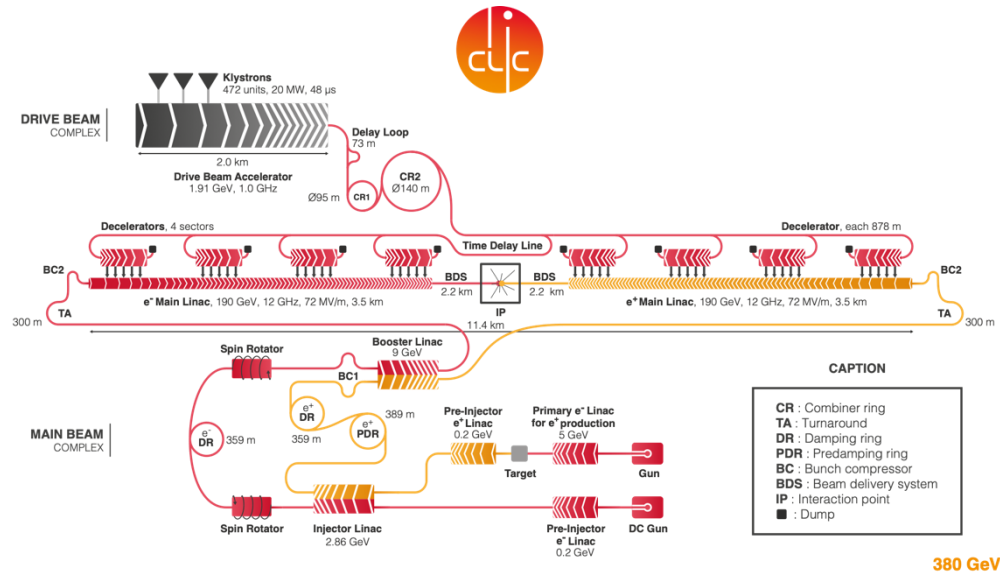 clic
Klystrons
472 units, 20 MW, 48 µs
DRIVE BEAM
COMPLEX
Delay Loop
73 m
2.0 km
Drive Beam Accelerator
1.91 GeV, 1.0 GHz
CR2
Ø140 m
Ø95 m
CR1
Decelerators, 4 sectors
Decelerator, each 878 m
Time Delay Line
BC2
BDS
2.2 km
BDS
2.2 km
BC2
e⁻ Main Linac, 190 GeV, 12 GHz, 72 MV/m, 3.5 km
IP
e⁺ Main Linac, 190 GeV, 12 GHz, 72 MV/m, 3.5 km
TA
TA
300 m
300 m
11.4 km
Spin Rotator
Booster Linac
9 GeV
BC1
e⁺
DR
359 m
389 m
e⁺
PDR
MAIN BEAM
COMPLEX
e⁻
DR
359 m
Pre-Injector
e⁺ Linac
0.2 GeV
Primary e⁻ Linac
for e⁺ production
5 GeV
Target
Gun
Spin Rotator
Injector Linac
2.86 GeV
Pre-Injector
e⁻ Linac
0.2 GeV
DC Gun
CAPTION
CR : Combiner ring
TA : Turnaround
DR : Damping ring
PDR : Predamping ring
BC : Bunch compressor
BDS : Beam delivery system
IP : Interaction point
: Dump
380 GeV